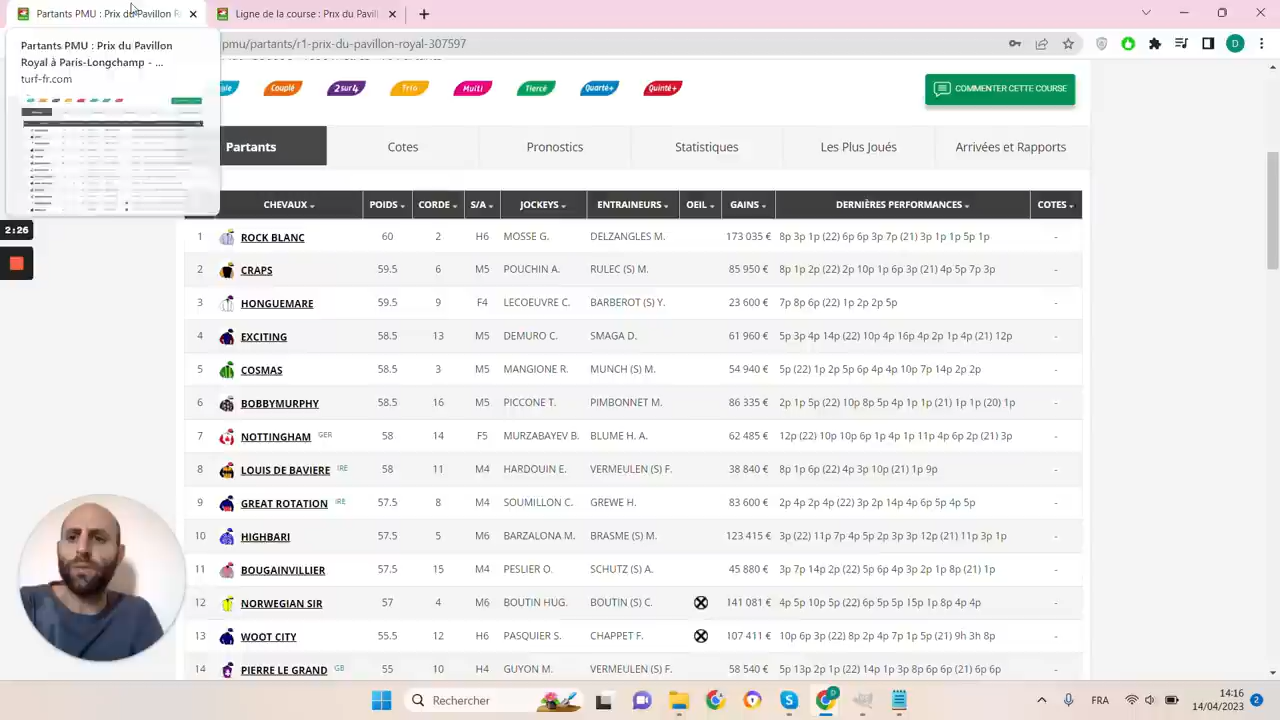 Partants PMU : Prix du Pavillon R
Ligne de la course : Prix du Pavill
Partants PMU : Prix du Pavillon
Royal à Paris-Longchamp - ...
turf-fr.com
pmu/partants/r1-prix-du-pavillon-royal-307597
D
Couplé 2sur4 Trio Multi Tiercé Quarté+ Quinté+
COMMENTER CETTE COURSE
Partants Cotes Pronostics Statistiques Les Plus Joués Arrivées et Rapports
CHEVAUX POIDS CORDE S/A JOCKEYS ENTRAINEURS OEIL GAINS DERNIÈRES PERFORMANCES COTES
1 ROCK BLANC 60 2 H6 MOSSE G. DELZANGLES M. 173 035 € 8p 3p 1p (22) 6p 6p 3p 7p (21) 3p 1p 1p 5p 1p -
2 CRAPS 59.5 6 M5 POUCHIN A. RULEC (S) M. 50 950 € 8p 1p 2p (22) 2p 10p 1p 6p 3p (21) 4p 5p 7p 3p -
3 HONGUEMARE 59.5 9 F4 LECOEUVRE C. BARBEROT (S) Y. 23 600 € 7p 8p 6p (22) 1p 2p 2p 5p -
4 EXCITING 58.5 13 M5 DEMURO C. SMAGA D. 61 960 € 5p 3p 4p 14p (22) 10p 4p 16p 4p 2p 1p 4p (21) 12p -
5 COSMAS 58.5 3 M5 MANGIONE R. MUNCH (S) M. 54 940 € 5p (22) 1p 2p 5p 6p 4p 4p 10p 7p 14p 2p 2p -
6 BOBBYMURPHY 58.5 16 M5 PICCONE T. PIMBONNET M. 86 335 € 2p 1p 5p (22) 10p 8p 5p 4p 1p 1p (21) 1p 1p (20) 1p -
7 NOTTINGHAM GER 58 14 F5 MURZABAYEV B. BLUME H. A. 62 485 € 12p (22) 10p 10p 6p 1p 4p 1p 1p 4p 6p 2p (21) 3p -
8 LOUIS DE BAVIERE IRE 58 11 M4 HARDOUIN E. VERMEULEN (S) F. 38 840 € 8p 1p 6p (22) 4p 3p 10p (21) 1p 9p -
9 GREAT ROTATION IRE 57.5 8 M4 SOUMILLON C. GREWE H. 83 600 € 2p 4p 2p 4p (22) 3p 2p 1p 4p 4p 6p 5p 4p 5p -
10 HIGHBARI 57.5 5 M6 BARZALONA M. BRASME (S) M. 123 415 € 3p (22) 11p 7p 4p 5p 2p 3p 3p 12p (21) 11p 3p 1p -
11 BOUGAINVILLIER 57.5 15 M4 PESLIER O. SCHUTZ (S) A. 45 880 € 3p 7p 14p 2p (22) 5p 6p 4p 3p 2p 1p 8p (21) 1p -
12 NORWEGIAN SIR 57 4 M6 BOUTIN HUG. BOUTIN (S) C. 141 081 € 4p 5p 10p 5p (22) 6p 5p 5p 15p 1p 8p 4p 4p -
13 WOOT CITY 55.5 12 H6 PASQUIER S. CHAPPET F. 107 411 € 10p 6p 3p (22) 8p 2p 4p 7p 1p 5p (21) 9h 3h 8p -
14 PIERRE LE GRAND GB 55 10 H4 GUYON M. VERMEULEN (S) F. 58 540 € 5p 13p 2p 1p (22) 14p 1p 3p 8p 6p 6p (21) 6p 6p -
2:26
Rechercher
FRA
14:16
14/04/2023
2